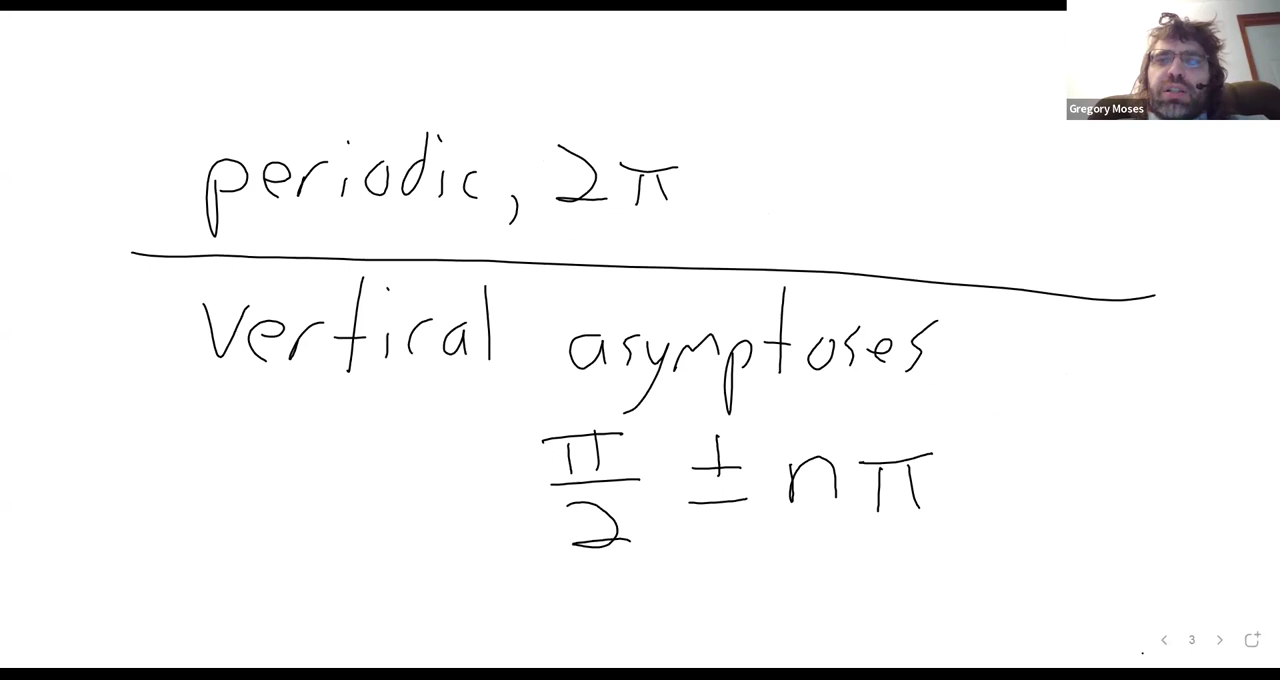 Gregory Moses
periodic, 2π
vertical asymptoses
π/2 ± nπ
3